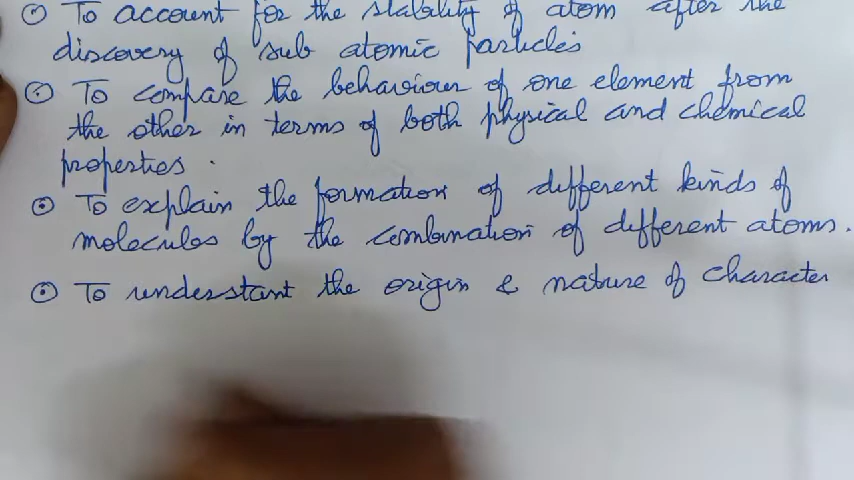 ⊙ To account for the stability of atom after the
discovery of sub atomic particles
⊙ To compare the behaviour of one element from
the other in terms of both physical and chemical
properties.
⊙ To explain the formation of different kinds of
molecules by the combination of different atoms.
⊙ To understant the origin & nature of character